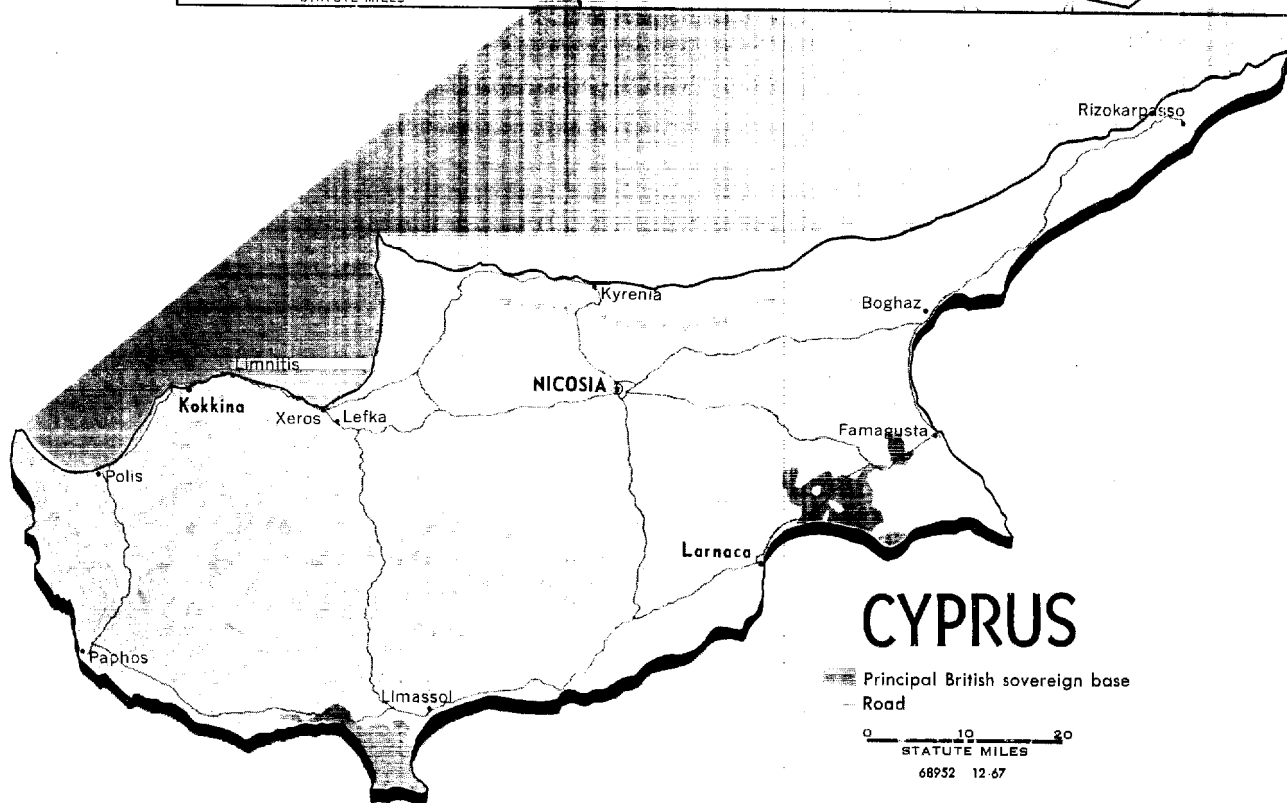 STATUTE MILES
Rizokarpasso
Kyrenia
Boghaz
Limnitis
NICOSIA
Kokkina
Xeros
Lefka
Famagusta
Polis
Larnaca
CYPRUS
Paphos
Principal British sovereign base
Limassol
Road
0 10 20
STATUTE MILES
68952 12-67